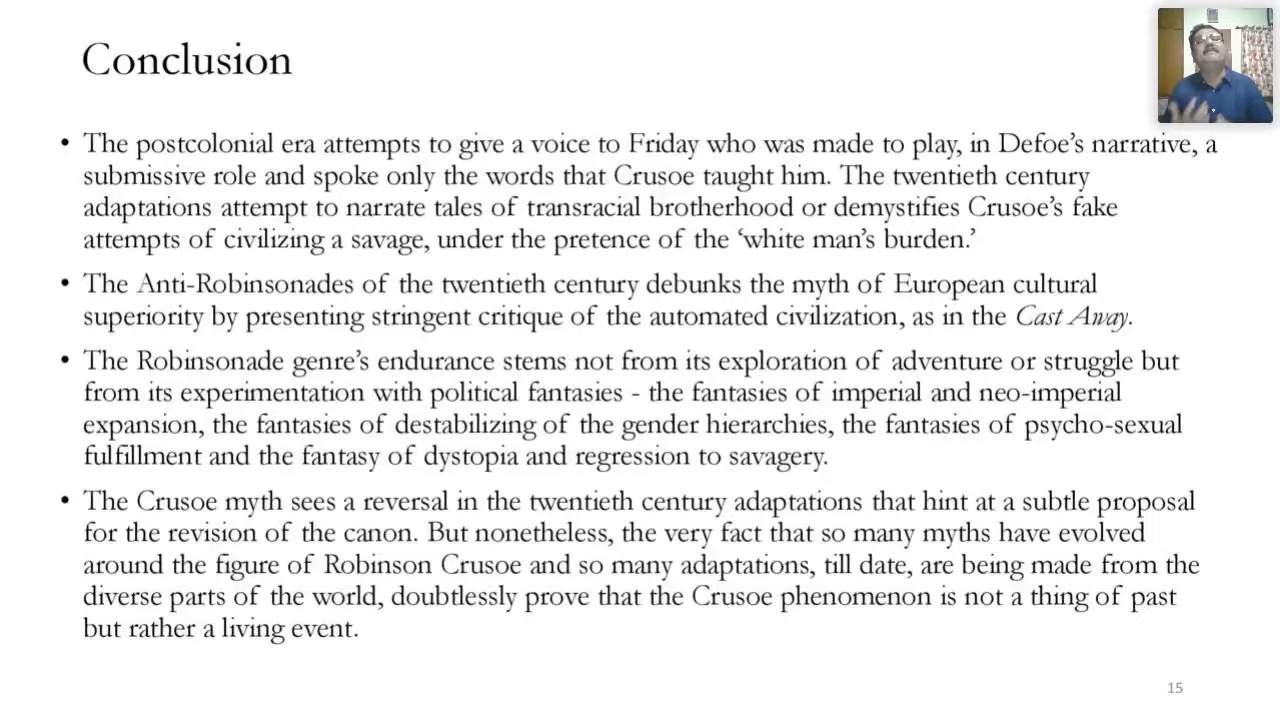 Conclusion
• The postcolonial era attempts to give a voice to Friday who was made to play, in Defoe's narrative, a
submissive role and spoke only the words that Crusoe taught him. The twentieth century
adaptations attempt to narrate tales of transracial brotherhood or demystifies Crusoe's fake
attempts of civilizing a savage, under the pretence of the ‘white man's burden.’
• The Anti-Robinsonades of the twentieth century debunks the myth of European cultural
superiority by presenting stringent critique of the automated civilization, as in the Cast Away.
• The Robinsonade genre's endurance stems not from its exploration of adventure or struggle but
from its experimentation with political fantasies - the fantasies of imperial and neo-imperial
expansion, the fantasies of destabilizing of the gender hierarchies, the fantasies of psycho-sexual
fulfillment and the fantasy of dystopia and regression to savagery.
• The Crusoe myth sees a reversal in the twentieth century adaptations that hint at a subtle proposal
for the revision of the canon. But nonetheless, the very fact that so many myths have evolved
around the figure of Robinson Crusoe and so many adaptations, till date, are being made from the
diverse parts of the world, doubtlessly prove that the Crusoe phenomenon is not a thing of past
but rather a living event.
15